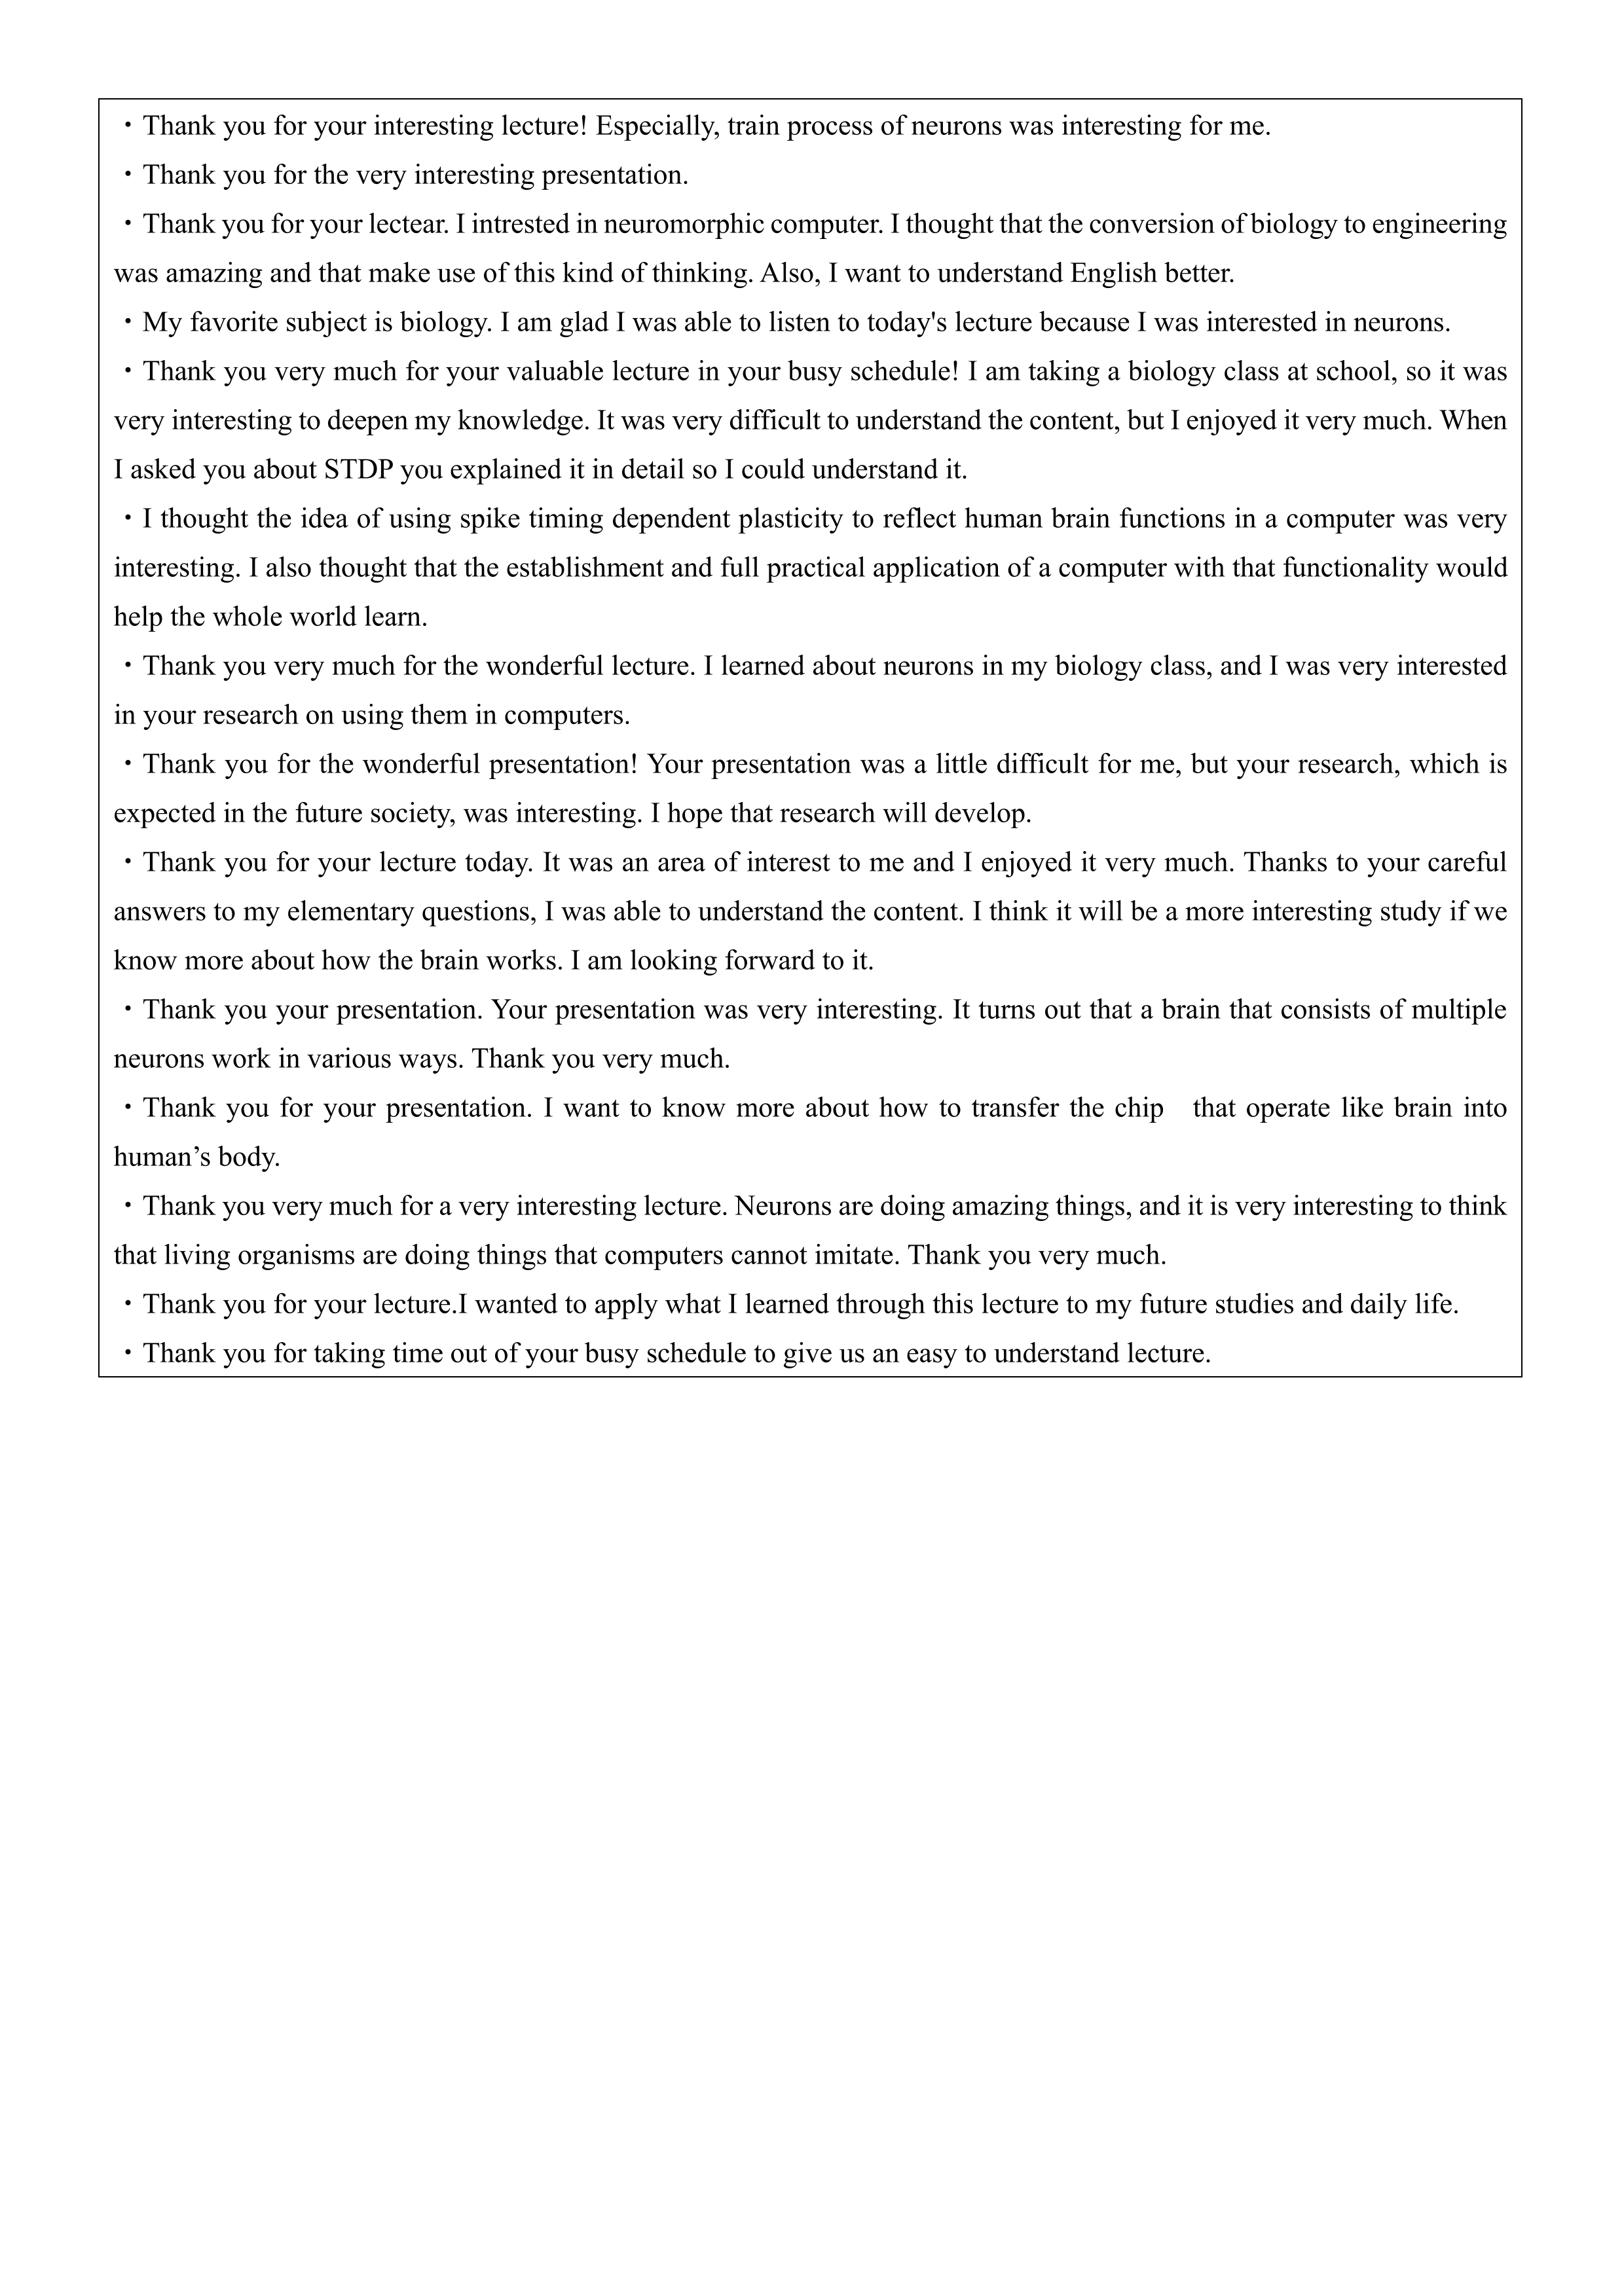 ・Thank you for your interesting lecture! Especially, train process of neurons was interesting for me.
・Thank you for the very interesting presentation.
・Thank you for your lectear. I intrested in neuromorphic computer. I thought that the conversion of biology to engineering
was amazing and that make use of this kind of thinking. Also, I want to understand English better.
・My favorite subject is biology. I am glad I was able to listen to today's lecture because I was interested in neurons.
・Thank you very much for your valuable lecture in your busy schedule! I am taking a biology class at school, so it was
very interesting to deepen my knowledge. It was very difficult to understand the content, but I enjoyed it very much. When
I asked you about STDP you explained it in detail so I could understand it.
・I thought the idea of using spike timing dependent plasticity to reflect human brain functions in a computer was very
interesting. I also thought that the establishment and full practical application of a computer with that functionality would
help the whole world learn.
・Thank you very much for the wonderful lecture. I learned about neurons in my biology class, and I was very interested
in your research on using them in computers.
・Thank you for the wonderful presentation! Your presentation was a little difficult for me, but your research, which is
expected in the future society, was interesting. I hope that research will develop.
・Thank you for your lecture today. It was an area of interest to me and I enjoyed it very much. Thanks to your careful
answers to my elementary questions, I was able to understand the content. I think it will be a more interesting study if we
know more about how the brain works. I am looking forward to it.
・Thank you your presentation. Your presentation was very interesting. It turns out that a brain that consists of multiple
neurons work in various ways. Thank you very much.
・Thank you for your presentation. I want to know more about how to transfer the chip　that operate like brain into
human’s body.
・Thank you very much for a very interesting lecture. Neurons are doing amazing things, and it is very interesting to think
that living organisms are doing things that computers cannot imitate. Thank you very much.
・Thank you for your lecture.I wanted to apply what I learned through this lecture to my future studies and daily life.
・Thank you for taking time out of your busy schedule to give us an easy to understand lecture.